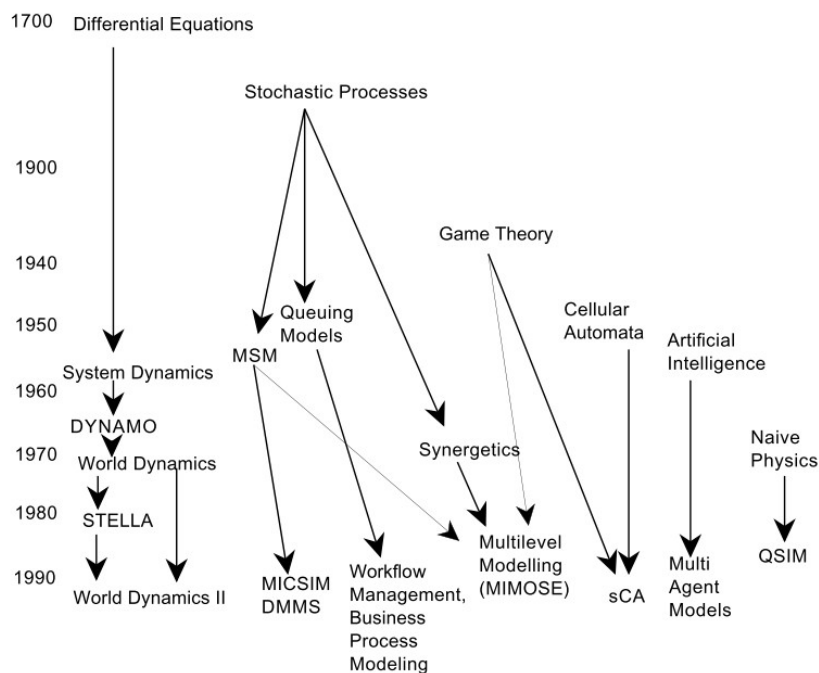 1700 Differential Equations
Stochastic Processes
1900
Game Theory
1940
Queuing
Models
Cellular
Automata
1950
Artificial
Intelligence
MSM
System Dynamics
1960
DYNAMO
Naive
Physics
1970
World Dynamics
Synergetics
1980
STELLA
Multilevel
Modelling
(MIMOSE)
QSIM
1990
MICSIM
DMMS
Workflow
Management,
Business
Process
Modeling
sCA
Multi
Agent
Models
World Dynamics II